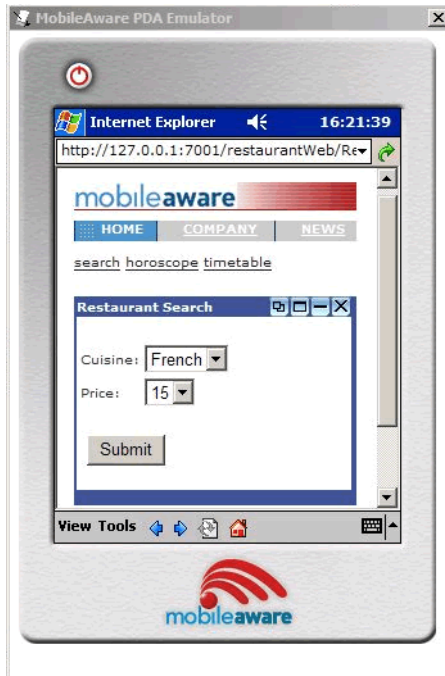 MobileAware PDA Emulator
Internet Explorer 16:21:39
http://127.0.0.1:7001/restaurantWeb/Re
mobileaware
HOME COMPANY NEWS
search horoscope timetable
Restaurant Search
Cuisine: French
Price: 15
Submit
View Tools
mobileaware